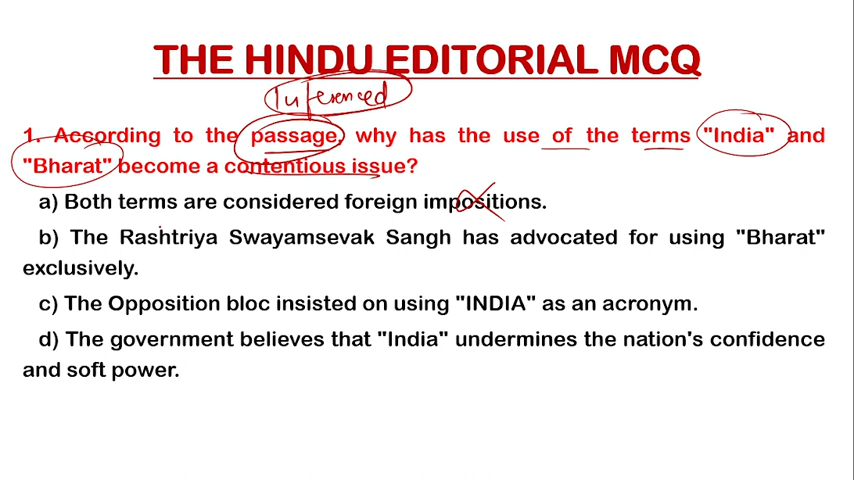 THE HINDU EDITORIAL MCQ
Inferenced
1. According to the passage, why has the use of the terms "India" and
"Bharat" become a contentious issue?
a) Both terms are considered foreign impositions.
b) The Rashtriya Swayamsevak Sangh has advocated for using "Bharat"
exclusively.
c) The Opposition bloc insisted on using "INDIA" as an acronym.
d) The government believes that "India" undermines the nation's confidence
and soft power.